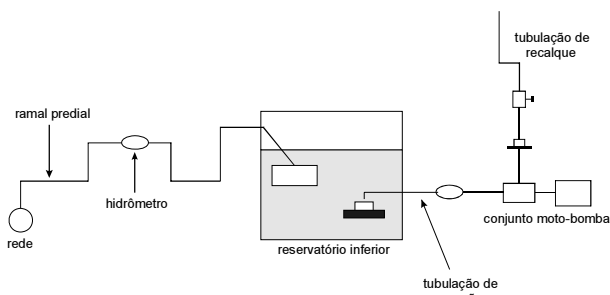 tubulação de
recalque
ramal predial
hidrômetro
rede
conjunto moto-bomba
reservatório inferior
tubulação de